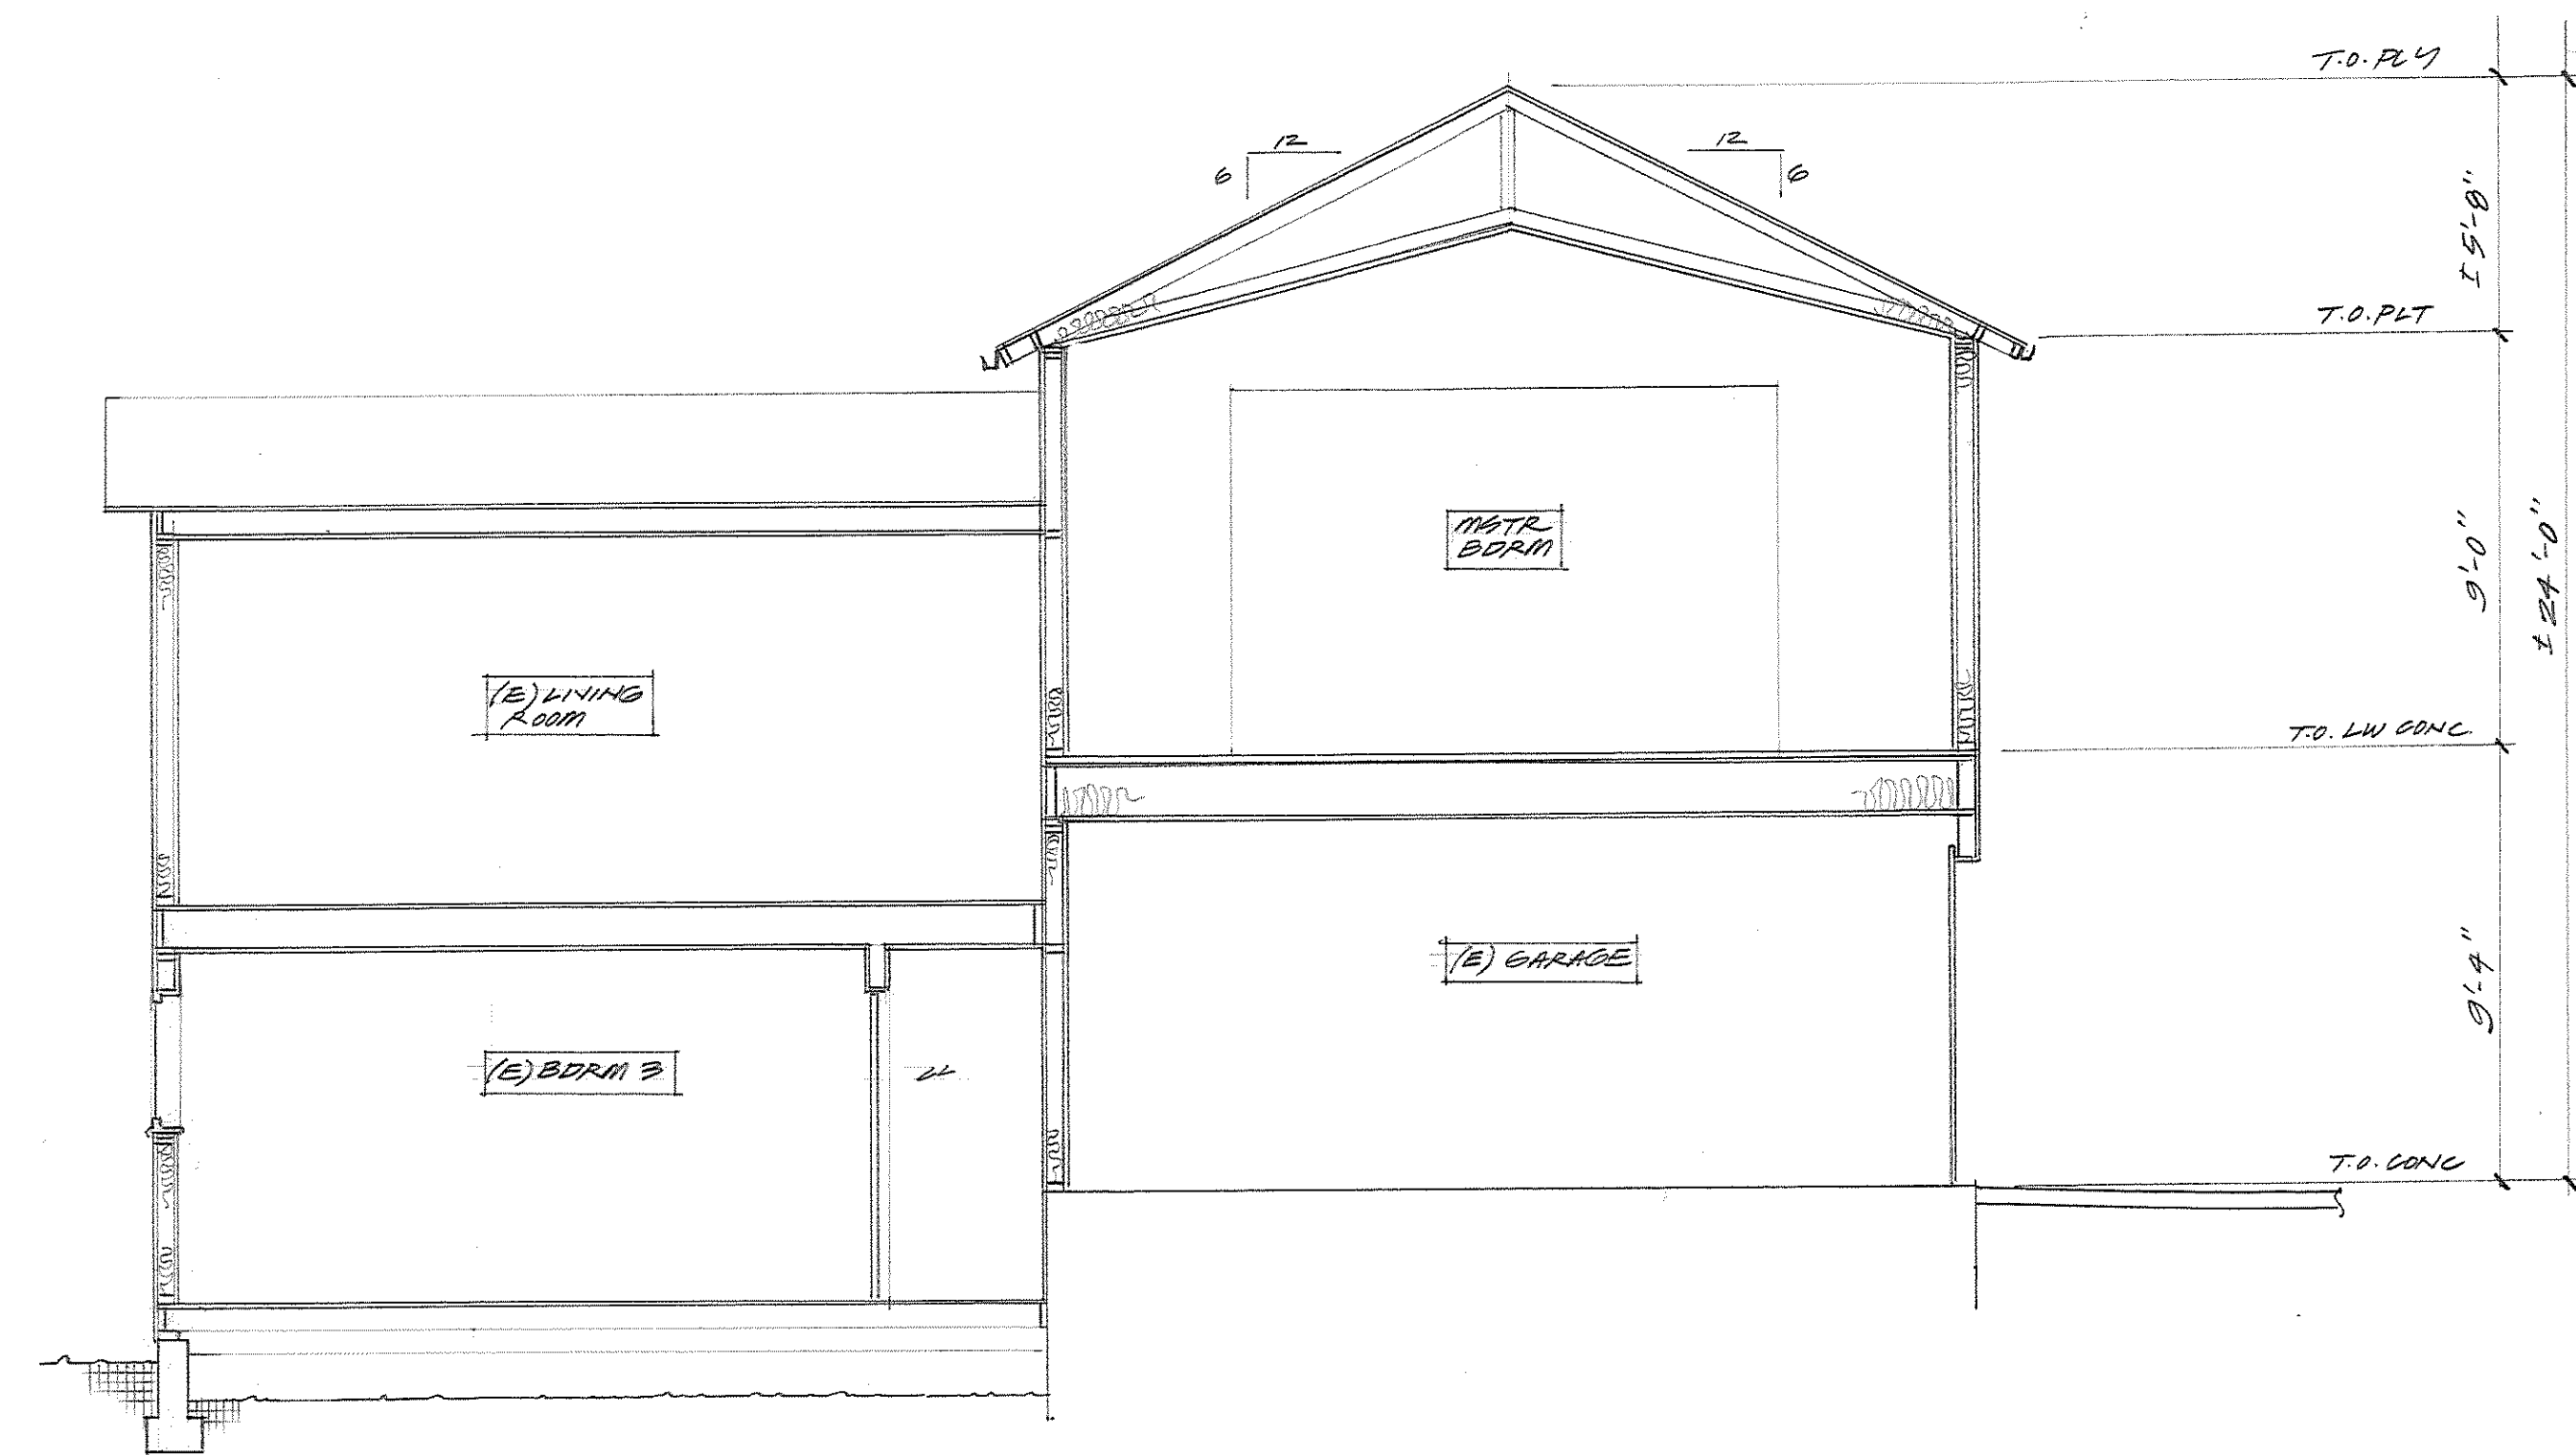 T.O. PLY
12
6
12
6
± 5'-8"
T.O. PLT
MSTR
BDRM
9'-0"
± 24'-0"
(E) LIVING
ROOM
T.O. LW CONC.
(E) GARAGE
9'-4"
(E) BDRM 3
T.O. CONC